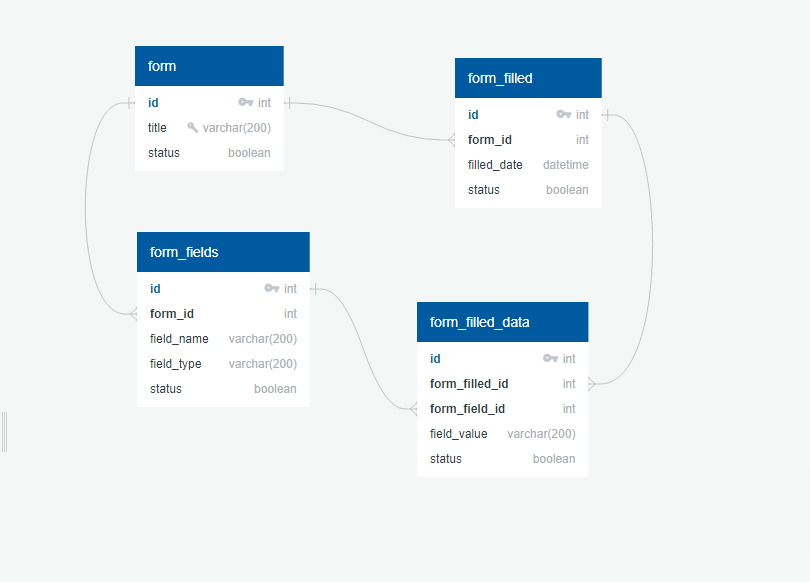 form
id int
title varchar(200)
status boolean
form_filled
id int
form_id int
filled_date datetime
status boolean
form_fields
id int
form_id int
field_name varchar(200)
field_type varchar(200)
status boolean
form_filled_data
id int
form_filled_id int
form_field_id int
field_value varchar(200)
status boolean